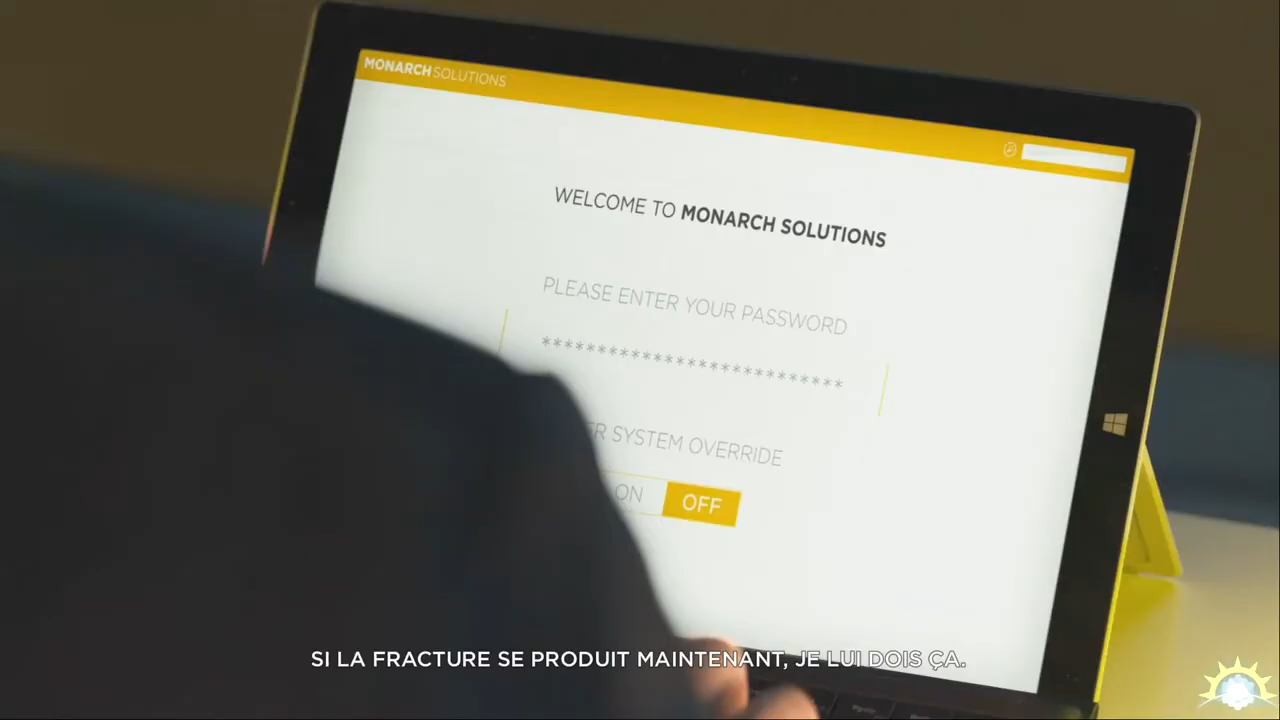 MONARCH SOLUTIONS
WELCOME TO MONARCH SOLUTIONS
PLEASE ENTER YOUR PASSWORD
**************************
SYSTEM OVERRIDE
ON OFF
SI LA FRACTURE SE PRODUIT MAINTENANT, JE LUI DOIS ÇA.